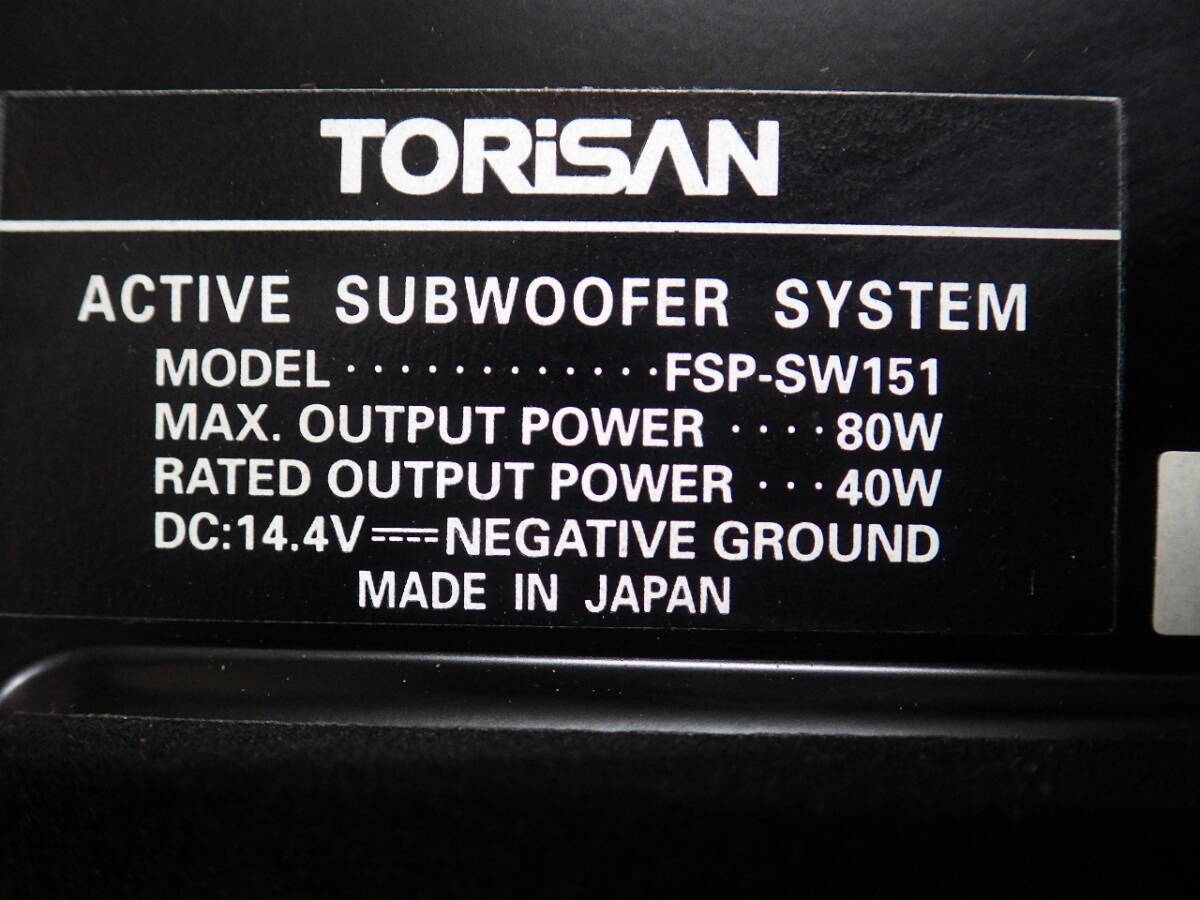 TORiSAN
ACTIVE SUBWOOFER SYSTEM
MODEL ············FSP-SW151
MAX. OUTPUT POWER ····80W
RATED OUTPUT POWER ···40W
DC:14.4V⎓NEGATIVE GROUND
MADE IN JAPAN